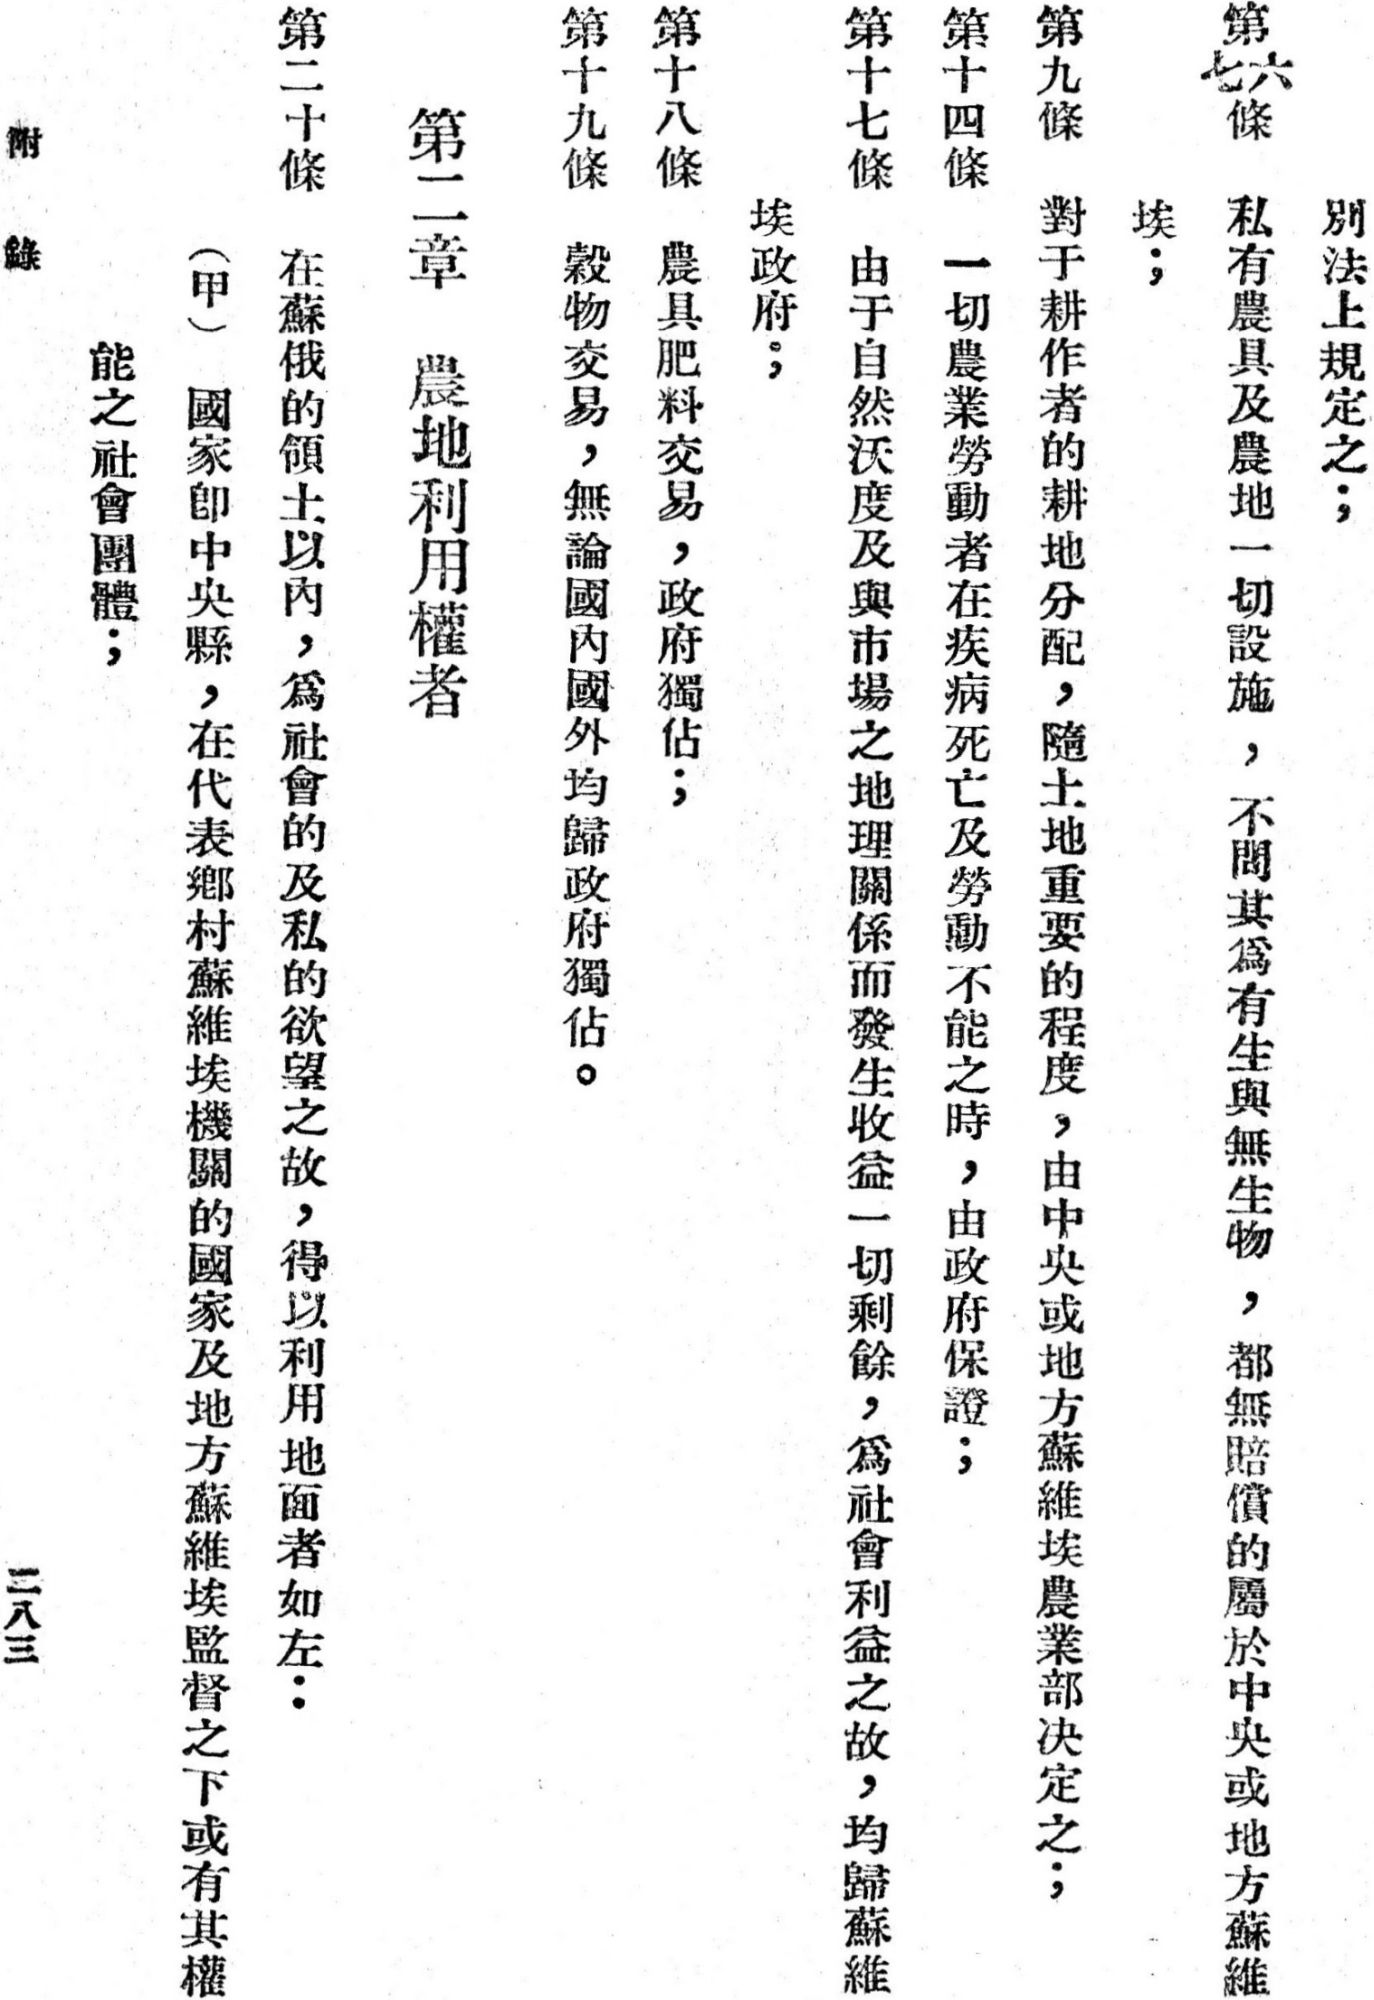 別法上規定之；
第六七條　私有農具及農地一切設施，不問其爲有生與無生物，都無賠償的屬於中央或地方蘇維
埃；
第九條　對于耕作者的耕地分配，隨土地重要的程度，由中央或地方蘇維埃農業部决定之；
第十四條　一切農業勞動者在疾病死亡及勞動不能之時，由政府保證；
第十七條　由于自然沃度及與市場之地理關係而發生收益一切剩餘，爲社會利益之故，均歸蘇維
埃政府；
第十八條　農具肥料交易，政府獨佔；
第十九條　穀物交易，無論國內國外均歸政府獨佔。
第二章　農地利用權者
第二十條　在蘇俄的領土以內，爲社會的及私的欲望之故，得以利用地面者如左：
（甲）　國家卽中央縣，在代表鄉村蘇維埃機關的國家及地方蘇維埃監督之下或有其權
能之社會團體；
附錄　二八三